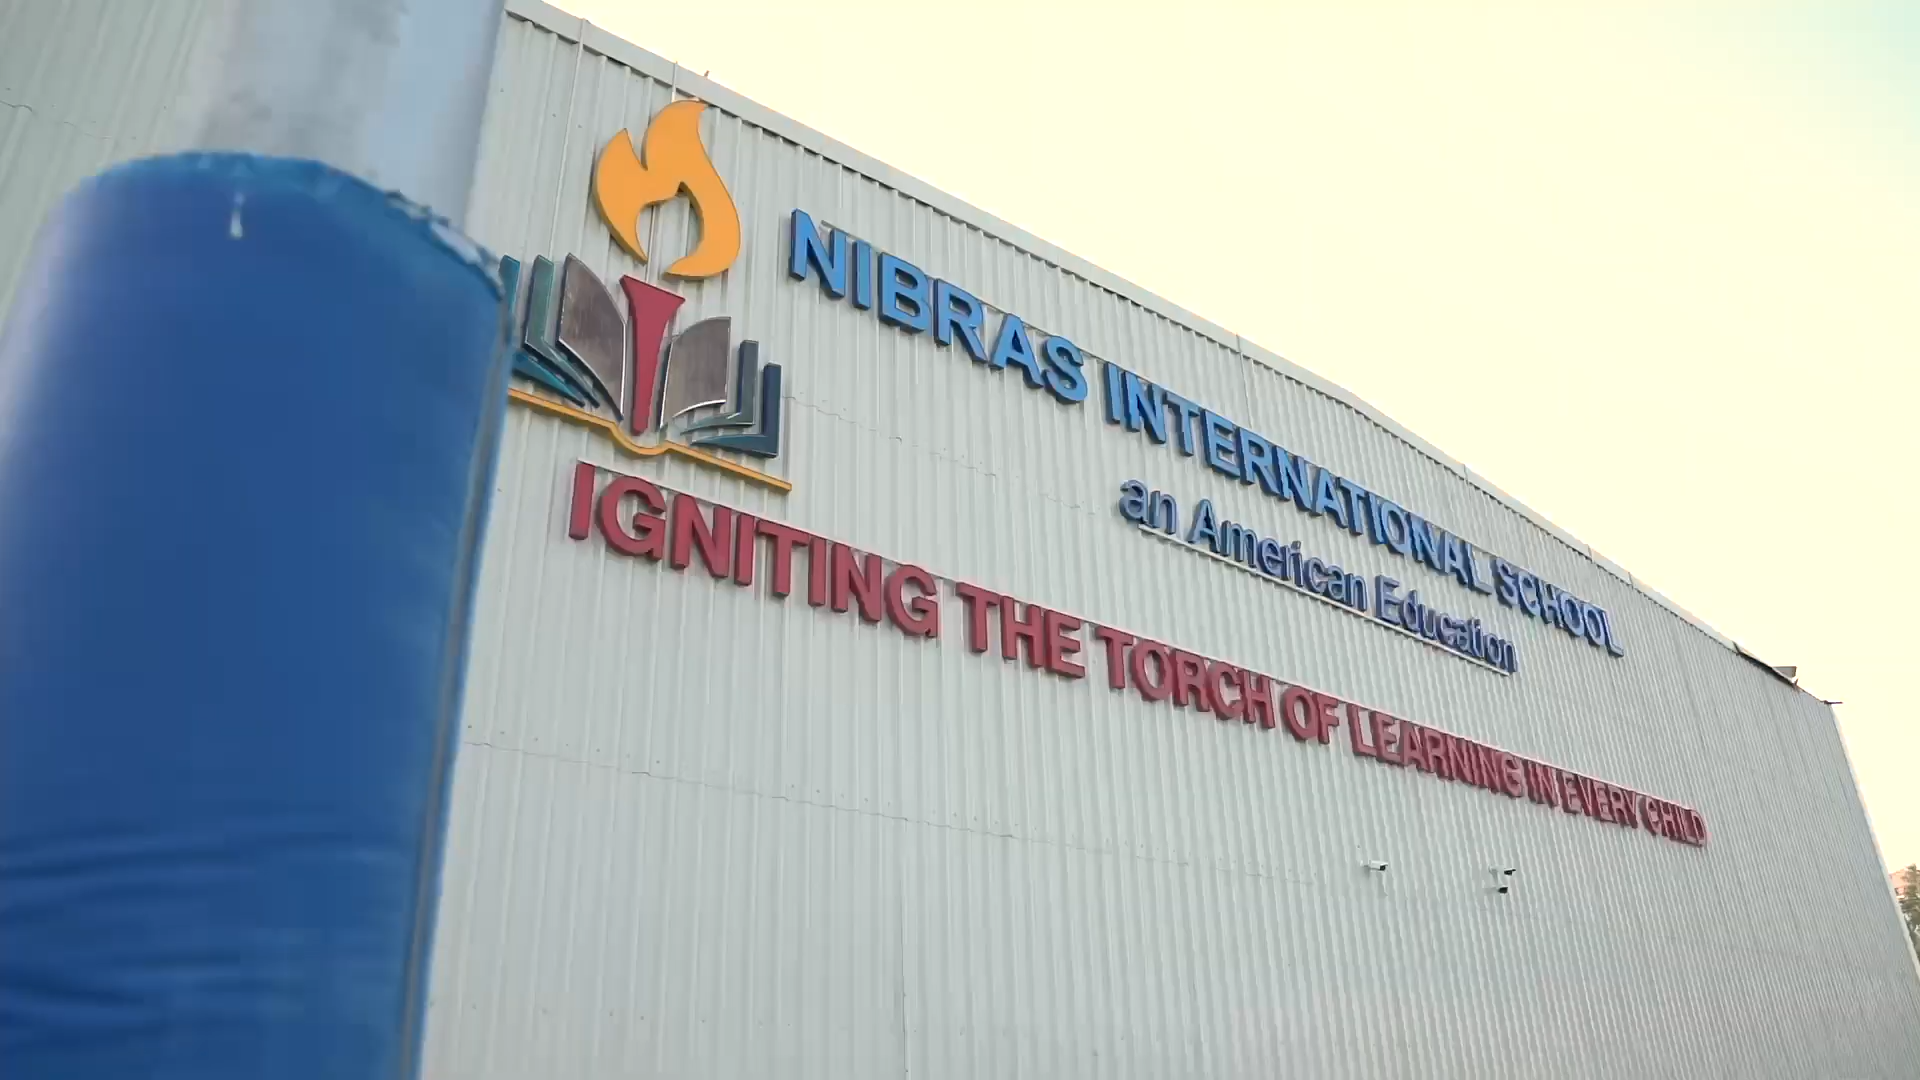 NIBRAS INTERNATIONAL SCHOOL
an American Education
IGNITING THE TORCH OF LEARNING IN EVERY CHILD